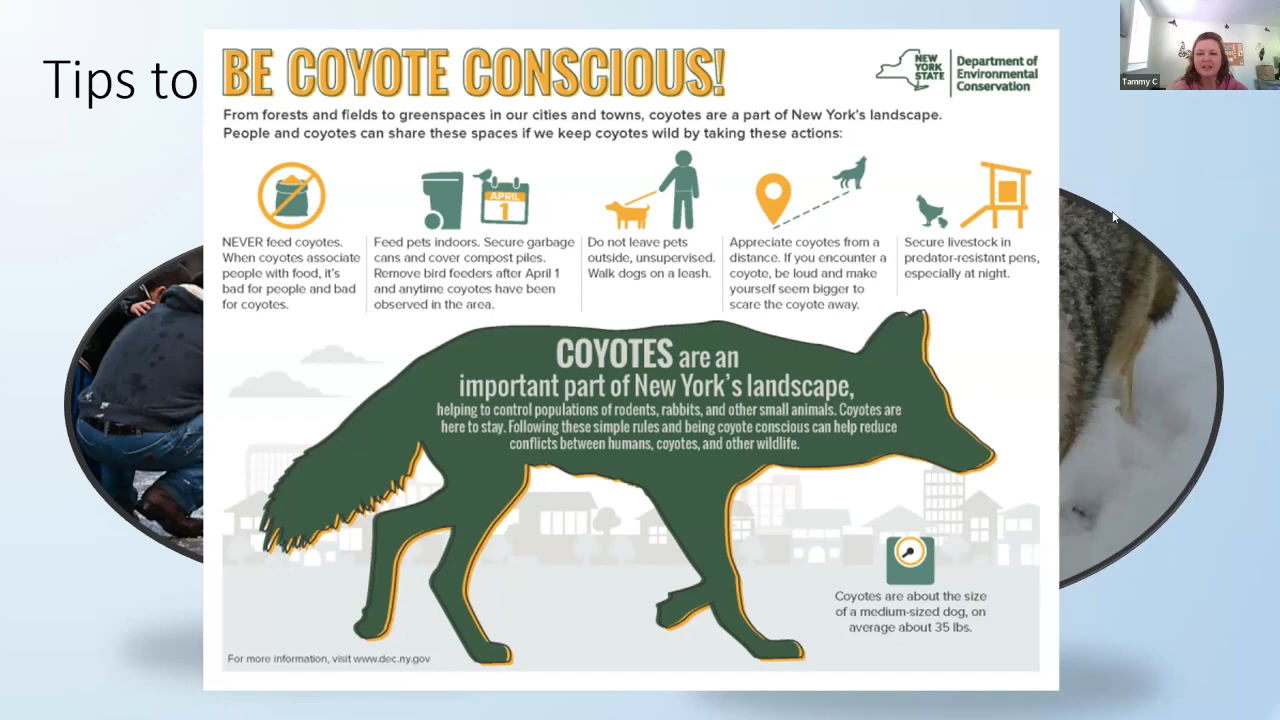 Tips to
BE COYOTE CONSCIOUS!
NEW
YORK
STATE
Department of
Environmental
Conservation
Tammy C
From forests and fields to greenspaces in our cities and towns, coyotes are a part of New York's landscape.
People and coyotes can share these spaces if we keep coyotes wild by taking these actions:
APRIL
1
NEVER feed coyotes.
When coyotes associate
people with food, it's
bad for people and bad
for coyotes.
Feed pets indoors. Secure garbage
cans and cover compost piles.
Remove bird feeders after April 1
and anytime coyotes have been
observed in the area.
Do not leave pets
outside, unsupervised.
Walk dogs on a leash.
Appreciate coyotes from a
distance. If you encounter a
coyote, be loud and make
yourself seem bigger to
scare the coyote away.
Secure livestock in
predator-resistant pens,
especially at night.
COYOTES are an
important part of New York's landscape,
helping to control populations of rodents, rabbits, and other small animals. Coyotes are
here to stay. Following these simple rules and being coyote conscious can help reduce
conflicts between humans, coyotes, and other wildlife.
Coyotes are about the size
of a medium-sized dog, on
average about 35 lbs.
For more information, visit www.dec.ny.gov